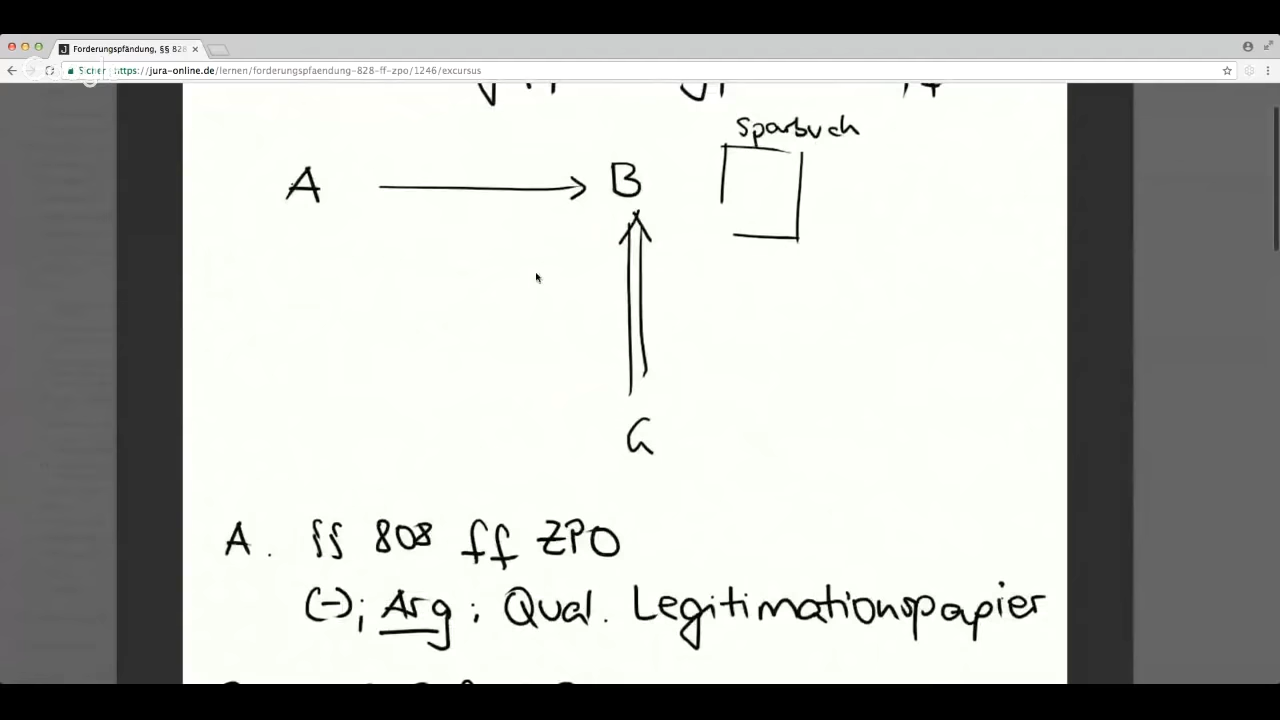 Forderungspfändung, §§ 828
Sicher https://jura-online.de/lernen/forderungspfaendung-828-ff-zpo/1246/excursus
Sparbuch
A B
G
A. §§ 808 ff ZPO
(-); Arg: Qual. Legitimationspapier